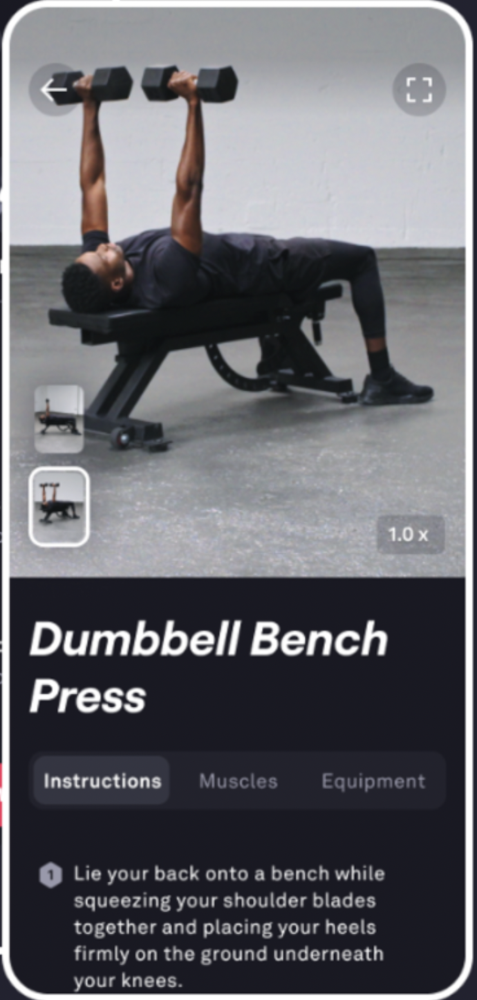 1.0 x
Dumbbell Bench
Press
Instructions Muscles Equipment
1 Lie your back onto a bench while
squeezing your shoulder blades
together and placing your heels
firmly on the ground underneath
your knees.